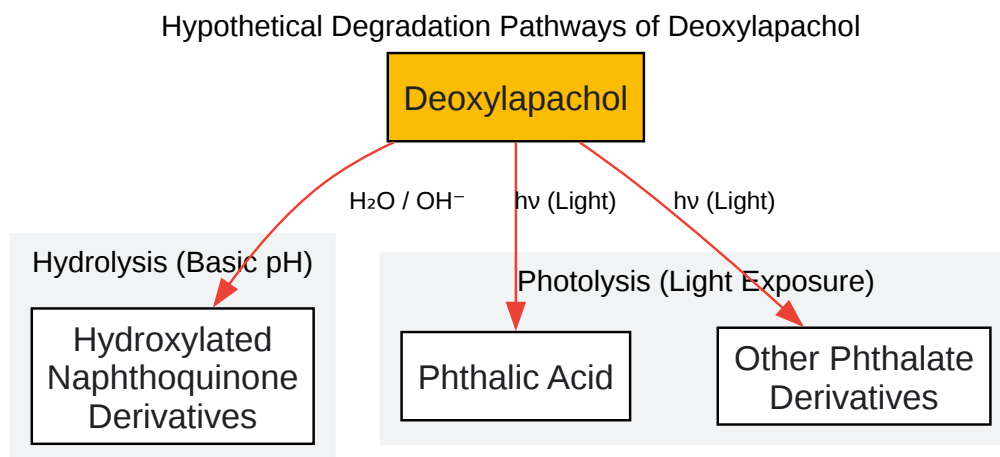 Hypothetical Degradation Pathways of Deoxylapachol
Deoxylapachol
H₂O / OH⁻
hν (Light)
hν (Light)
Hydrolysis (Basic pH)
Photolysis (Light Exposure)
Hydroxylated
Naphthoquinone
Derivatives
Phthalic Acid
Other Phthalate
Derivatives